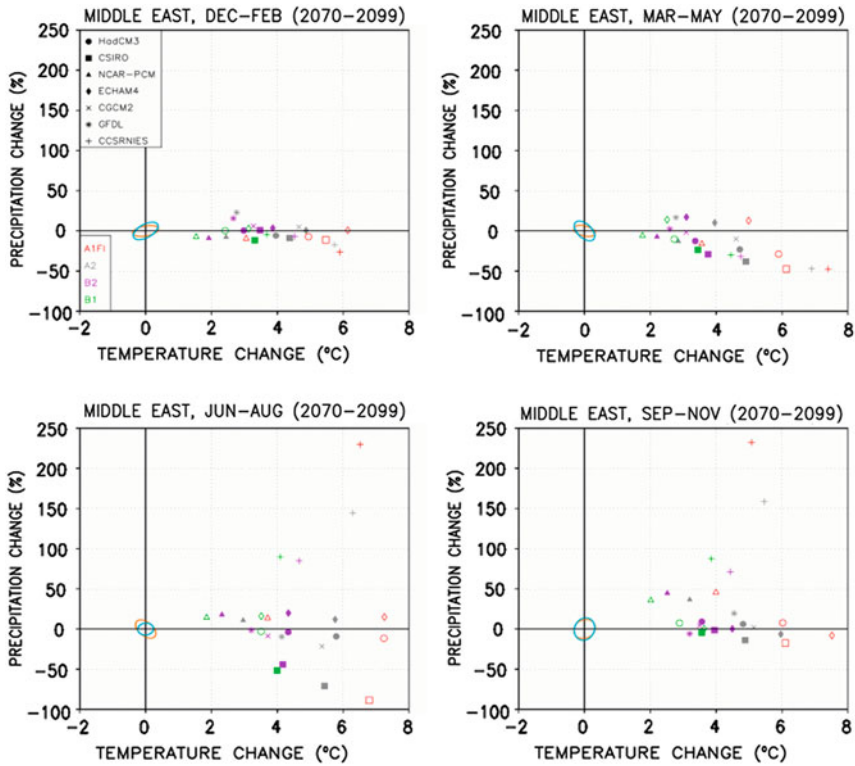 MIDDLE EAST, DEC-FEB (2070-2099)
PRECIPITATION CHANGE (%)
250
200
150
100
50
0
-50
-100
HadCM3
CSIRO
NCAR-PCM
ECHAM4
CGCM2
GFDL
CCSRNIES
A1FI
A2
B2
B1
-2 0 2 4 6 8
TEMPERATURE CHANGE (ºC)
MIDDLE EAST, MAR-MAY (2070-2099)
PRECIPITATION CHANGE (%)
250
200
150
100
50
0
-50
-100
-2 0 2 4 6 8
TEMPERATURE CHANGE (ºC)
MIDDLE EAST, JUN-AUG (2070-2099)
PRECIPITATION CHANGE (%)
250
200
150
100
50
0
-50
-100
-2 0 2 4 6 8
TEMPERATURE CHANGE (ºC)
MIDDLE EAST, SEP-NOV (2070-2099)
PRECIPITATION CHANGE (%)
250
200
150
100
50
0
-50
-100
-2 0 2 4 6 8
TEMPERATURE CHANGE (ºC)